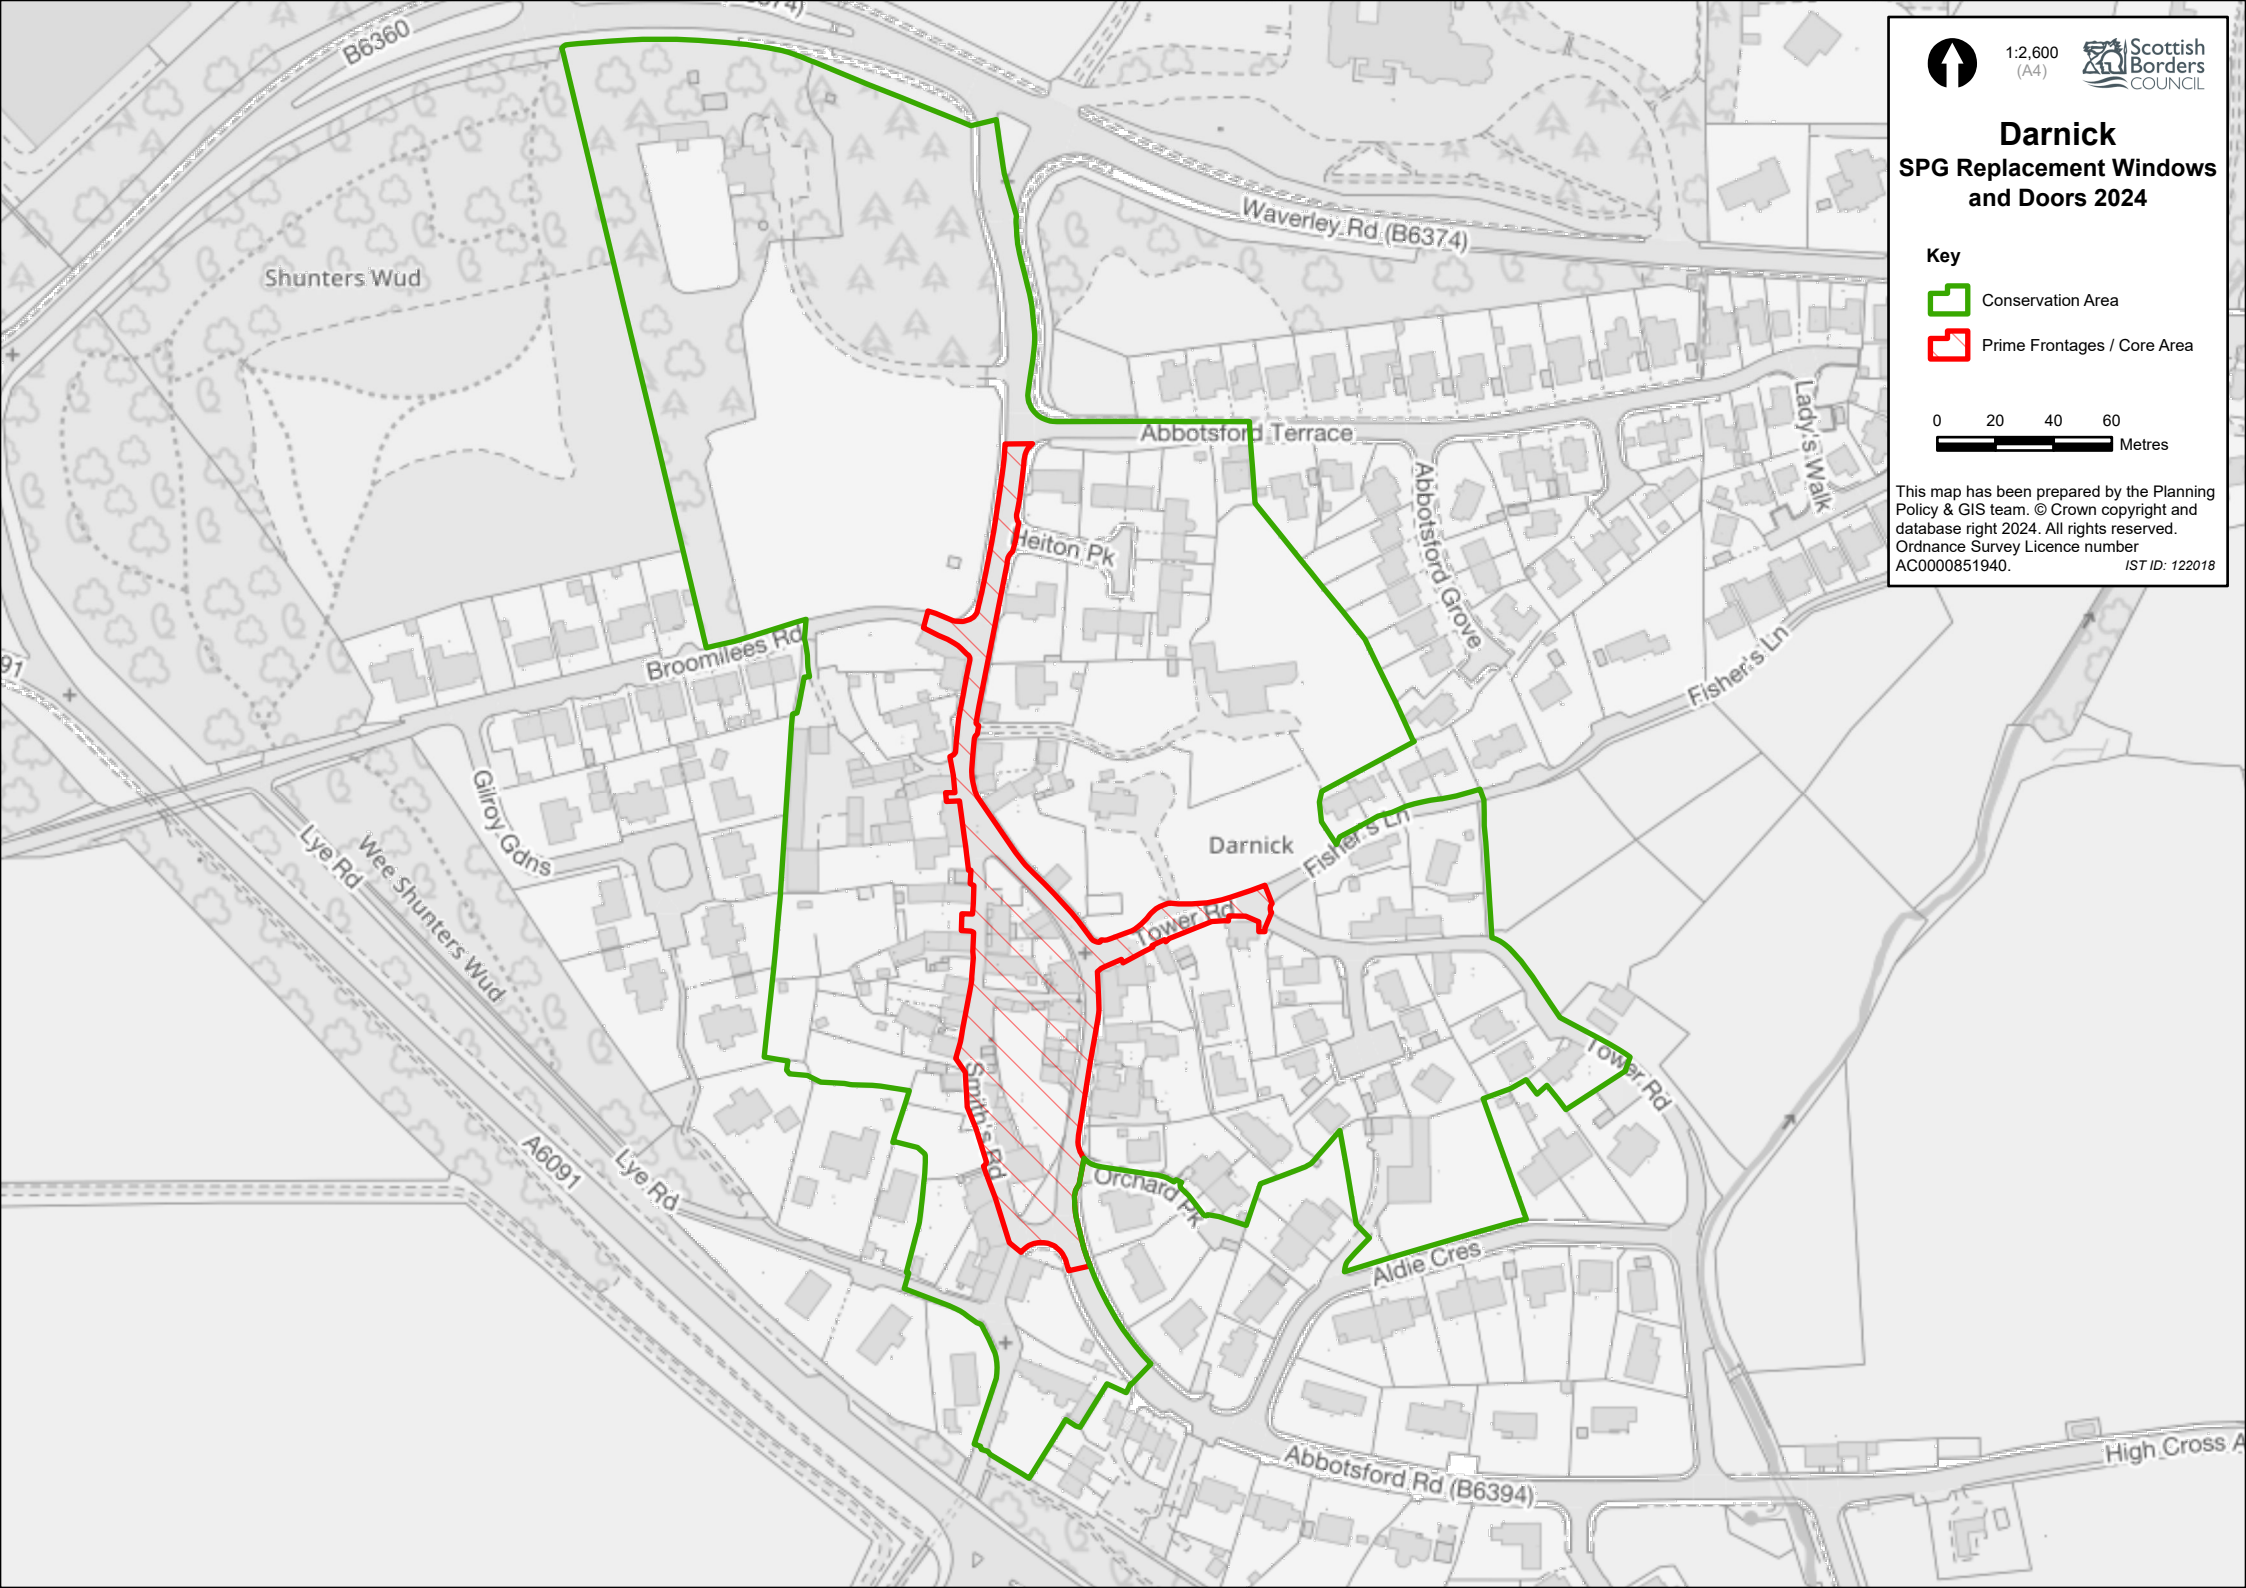 B6360
Shunters Wud
Waverley Rd (B6374)
Abbotsford Terrace
Lady's Walk
Abbotsford Grove
Heiton Pk
Broomilees Rd
Fisher's Ln
Gilroy Gdns
Lye Rd
Wee Shunters Wud
Darnick
Fisher's Ln
Tower Rd
Smith's Rd
Tower Rd
A6091
Lye Rd
Orchard Pk
Aldie Cres
Abbotsford Rd (B6394)
High Cross A
91
1:2,600
(A4)
Scottish
Borders
COUNCIL
Darnick
SPG Replacement Windows
and Doors 2024
Key
Conservation Area
Prime Frontages / Core Area
0 20 40 60
Metres
This map has been prepared by the Planning
Policy & GIS team. © Crown copyright and
database right 2024. All rights reserved.
Ordnance Survey Licence number
AC0000851940. IST ID: 122018